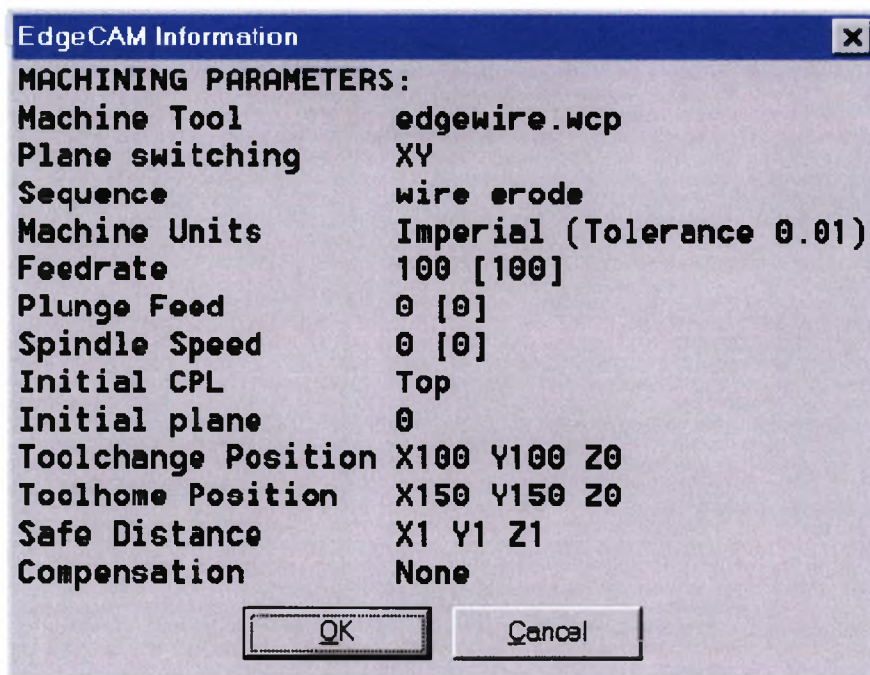 EdgeCAM Information
MACHINING PARAMETERS:
Machine Tool edgewire.wcp
Plane switching XY
Sequence wire erode
Machine Units Imperial (Tolerance 0.01)
Feedrate 100 [100]
Plunge Feed 0 [0]
Spindle Speed 0 [0]
Initial CPL Top
Initial plane 0
Toolchange Position X100 Y100 Z0
Toolhome Position X150 Y150 Z0
Safe Distance X1 Y1 Z1
Compensation None
OK Cancel